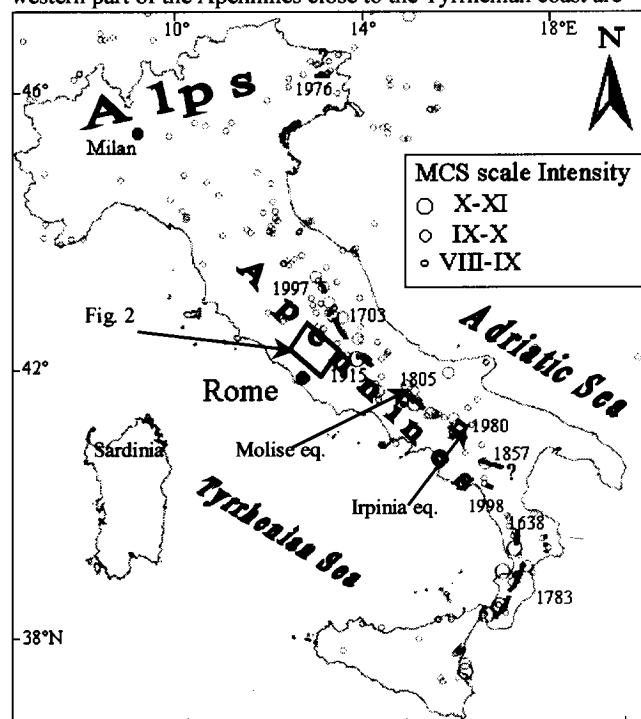 western part of the Apennines close to the Tyrrhenian coast are
10°
14°
18°E
N
46°
1976
Alps
Milan
MCS scale Intensity
X-XI
IX-X
VIII-IX
1997
Apennines
1703
Fig. 2
Adriatic Sea
42°
1915
1805
Rome
1980
Sardinia
Molise eq.
1857
?
Irpinia eq.
1998
Tyrrhenian Sea
1638
1783
38°N